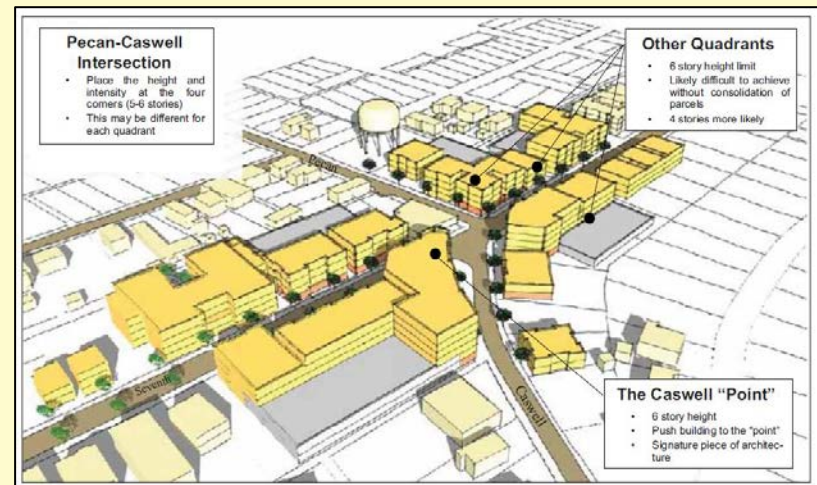 Pecan-Caswell
Intersection
• Place the height and
intensity at the four
corners (5-6 stories)
• This may be different for
each quadrant
Other Quadrants
• 6 story height limit
• Likely difficult to achieve
without consolidation of
parcels
• 4 stories more likely
Pecan
Seventh
Caswell
The Caswell “Point”
• 6 story height
• Push building to the “point”
• Signature piece of architec-
ture